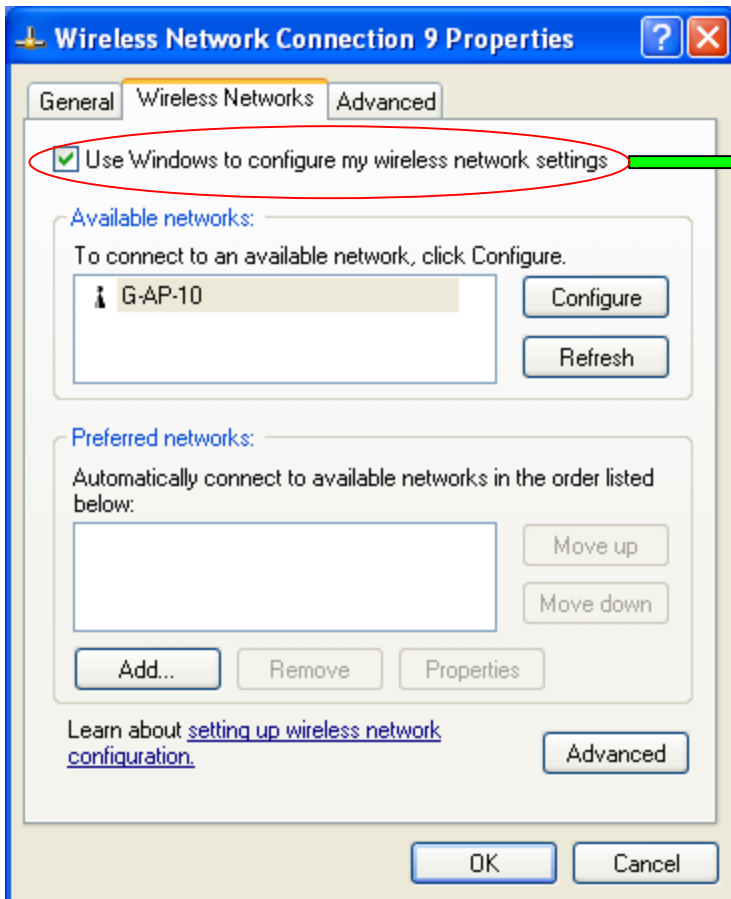 Wireless Network Connection 9 Properties
General Wireless Networks Advanced
Use Windows to configure my wireless network settings
Available networks:
To connect to an available network, click Configure.
G-AP-10
Configure
Refresh
Preferred networks:
Automatically connect to available networks in the order listed
below:
Move up
Move down
Add... Remove Properties
Learn about setting up wireless network
configuration.
Advanced
OK Cancel